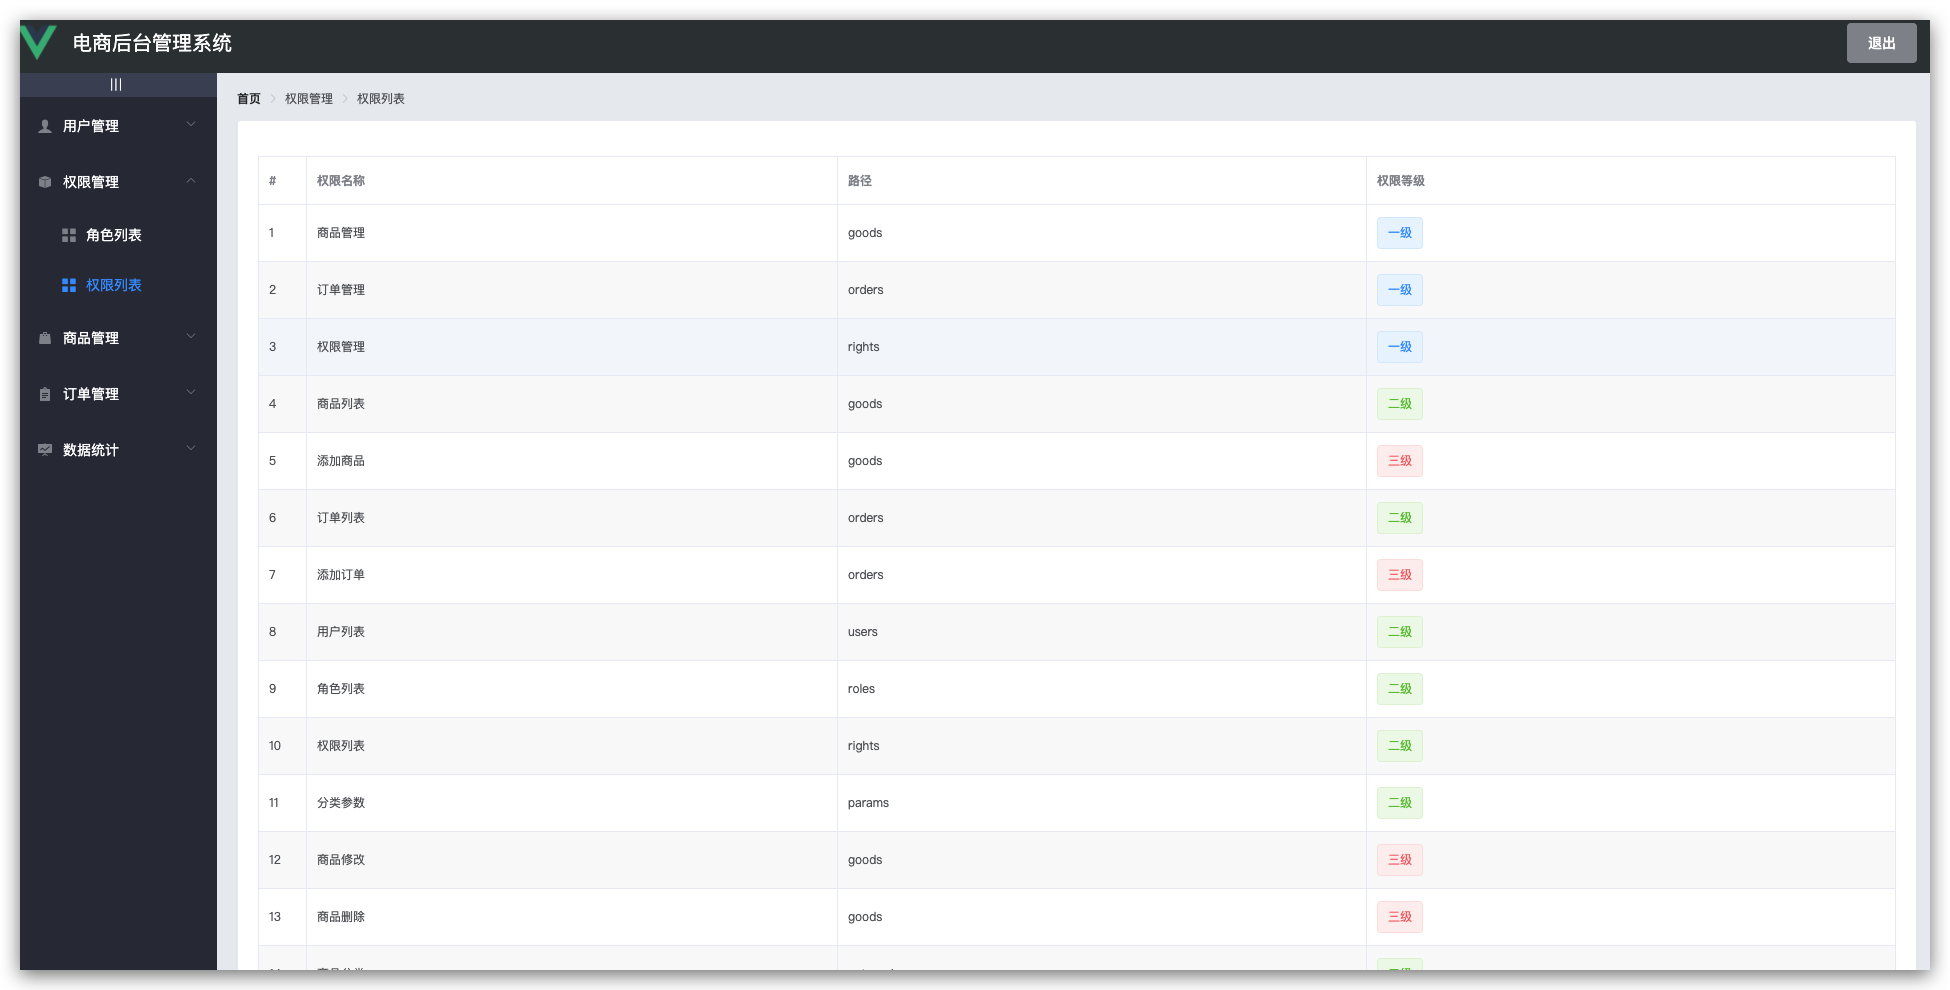 电商后台管理系统
退出
|||
用户管理
权限管理
角色列表
权限列表
商品管理
订单管理
数据统计
首页 权限管理 权限列表
# 权限名称 路径 权限等级
1 商品管理 goods 一级
2 订单管理 orders 一级
3 权限管理 rights 一级
4 商品列表 goods 二级
5 添加商品 goods 三级
6 订单列表 orders 二级
7 添加订单 orders 三级
8 用户列表 users 二级
9 角色列表 roles 二级
10 权限列表 rights 二级
11 分类参数 params 二级
12 商品修改 goods 三级
13 商品删除 goods 三级